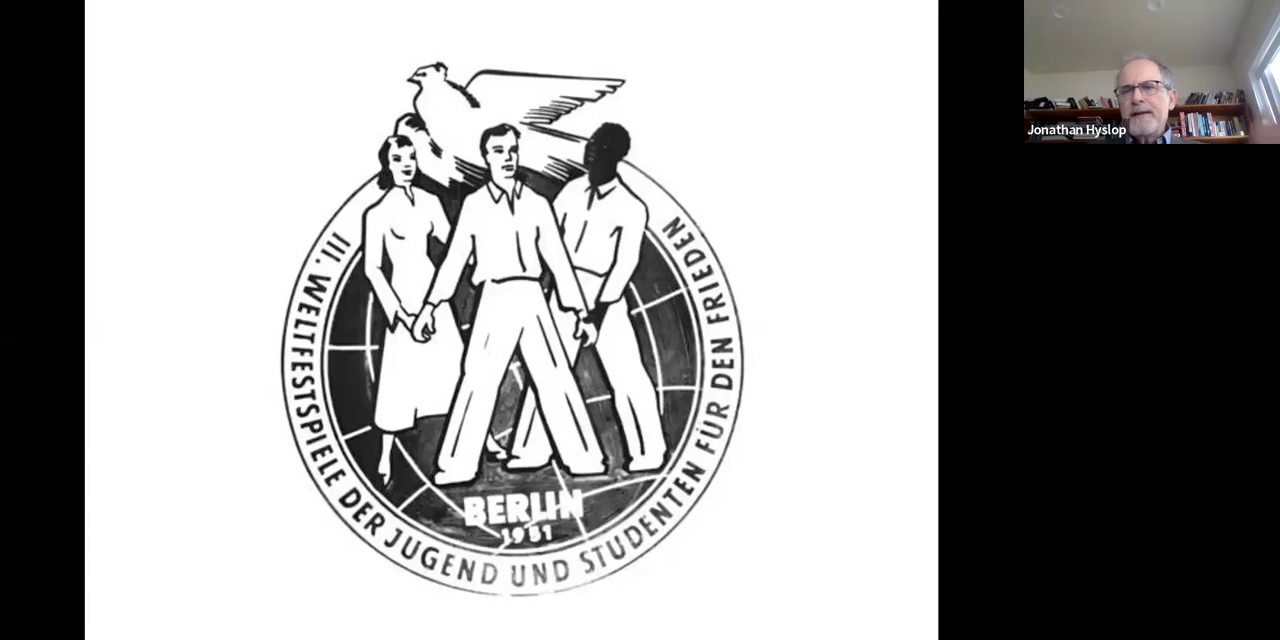 III. WELTFESTSPIELE DER JUGEND UND STUDENTEN FÜR DEN FRIEDEN
BERLIN
1951
Jonathan Hyslop